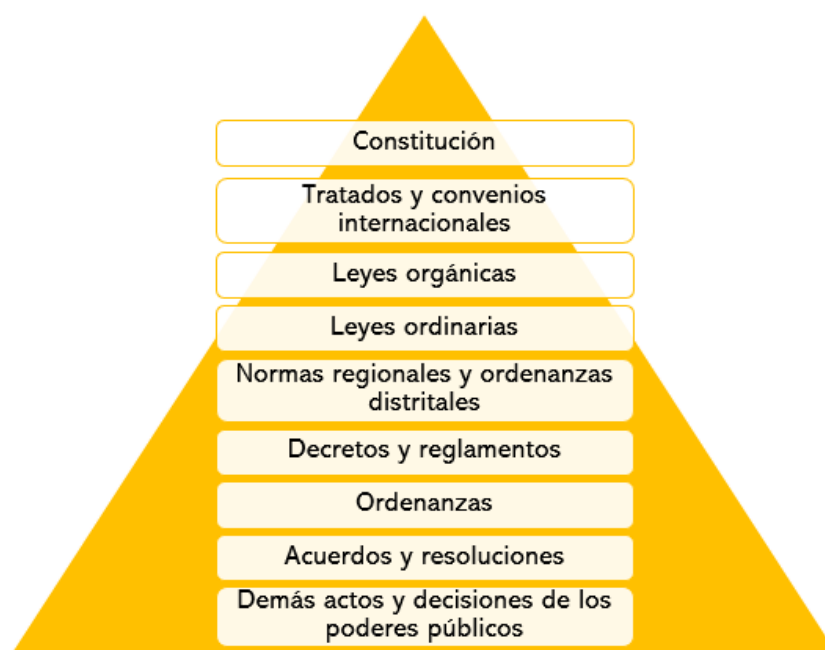 Constitución
Tratados y convenios
internacionales
Leyes orgánicas
Leyes ordinarias
Normas regionales y ordenanzas
distritales
Decretos y reglamentos
Ordenanzas
Acuerdos y resoluciones
Demás actos y decisiones de los
poderes públicos